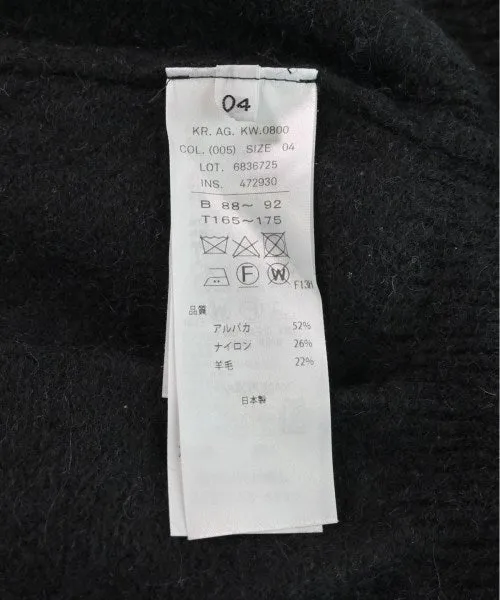 04
KR. AG. KW.0800
COL. (005) SIZE 04
LOT. 6836725
INS. 472930
B 88～ 92
T165～175
F W
品質
アルパカ 52%
ナイロン 26%
羊毛 22%
日本製